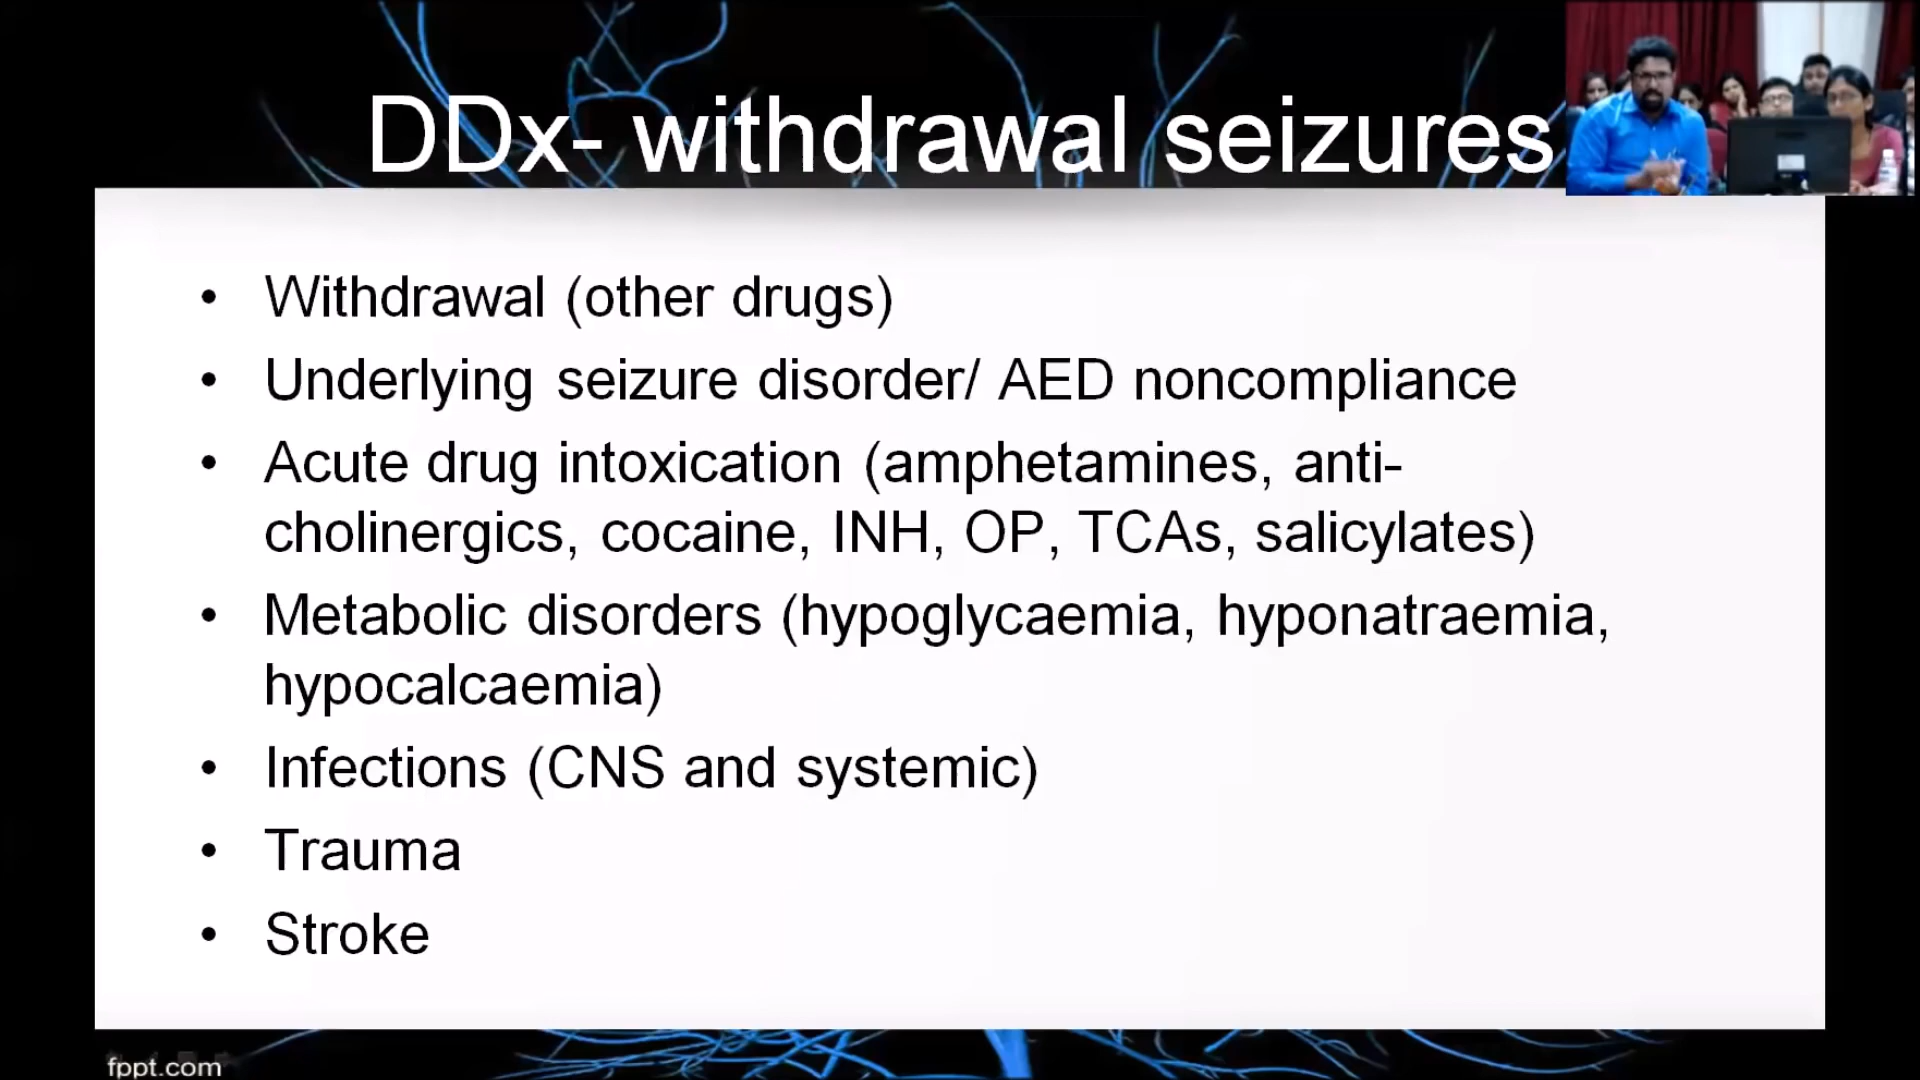 DDx- withdrawal seizures
• Withdrawal (other drugs)
• Underlying seizure disorder/ AED noncompliance
• Acute drug intoxication (amphetamines, anti-
cholinergics, cocaine, INH, OP, TCAs, salicylates)
• Metabolic disorders (hypoglycaemia, hyponatraemia,
hypocalcaemia)
• Infections (CNS and systemic)
• Trauma
• Stroke
fppt.com